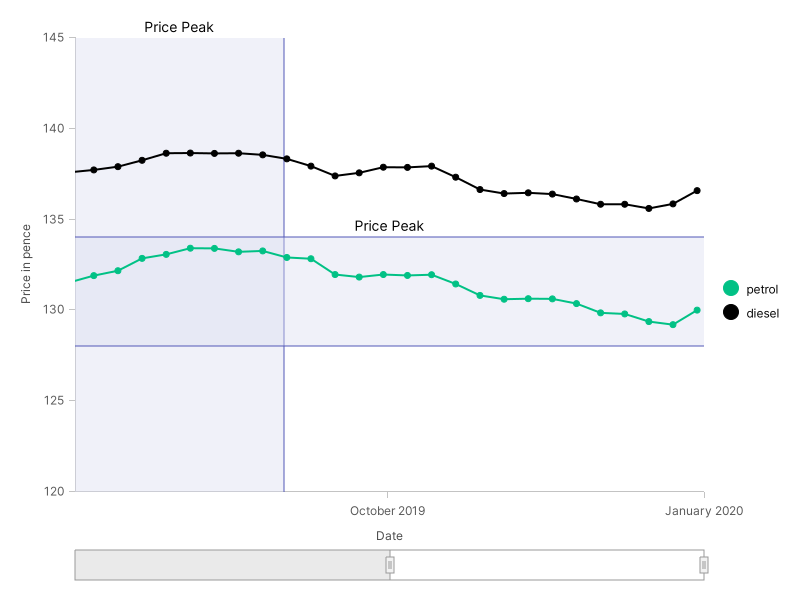 Price Peak
145
140
135
130
125
120
Price in pence
Price Peak
petrol
diesel
October 2019
January 2020
Date